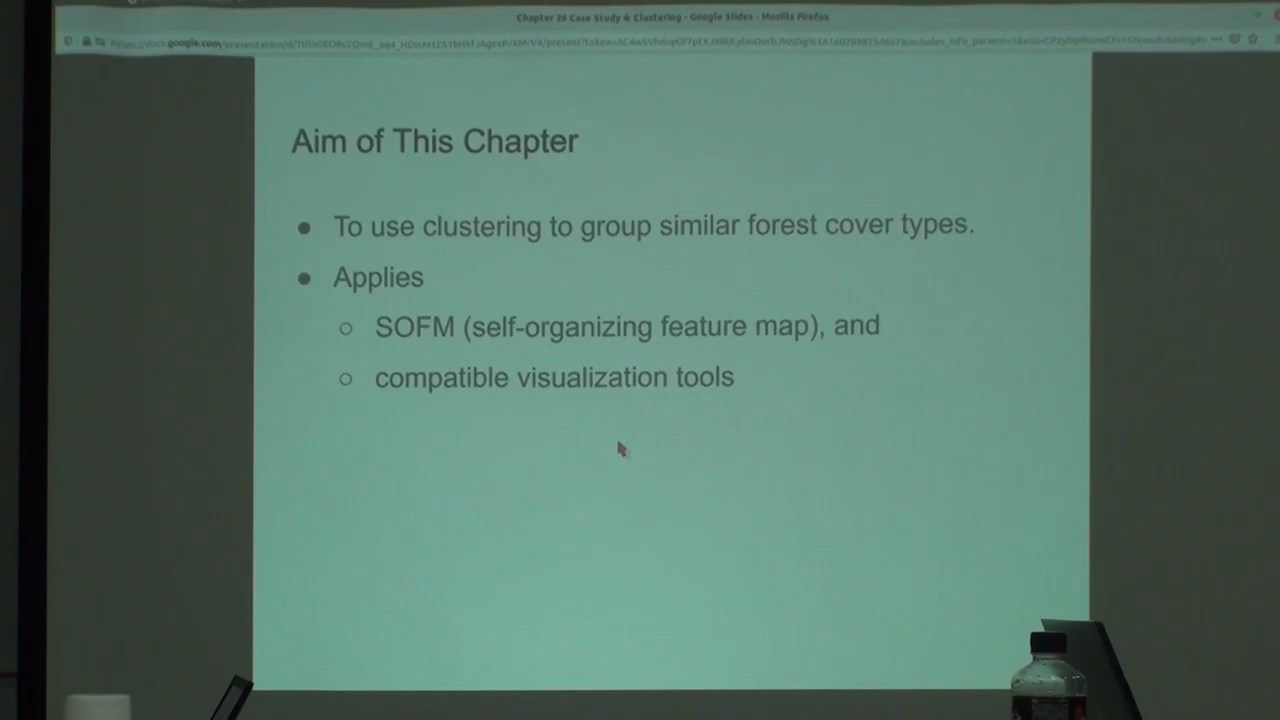 Chapter 26 Case Study 4: Clustering - Google Slides - Mozilla Firefox
Aim of This Chapter
● To use clustering to group similar forest cover types.
● Applies
○ SOFM (self-organizing feature map), and
○ compatible visualization tools